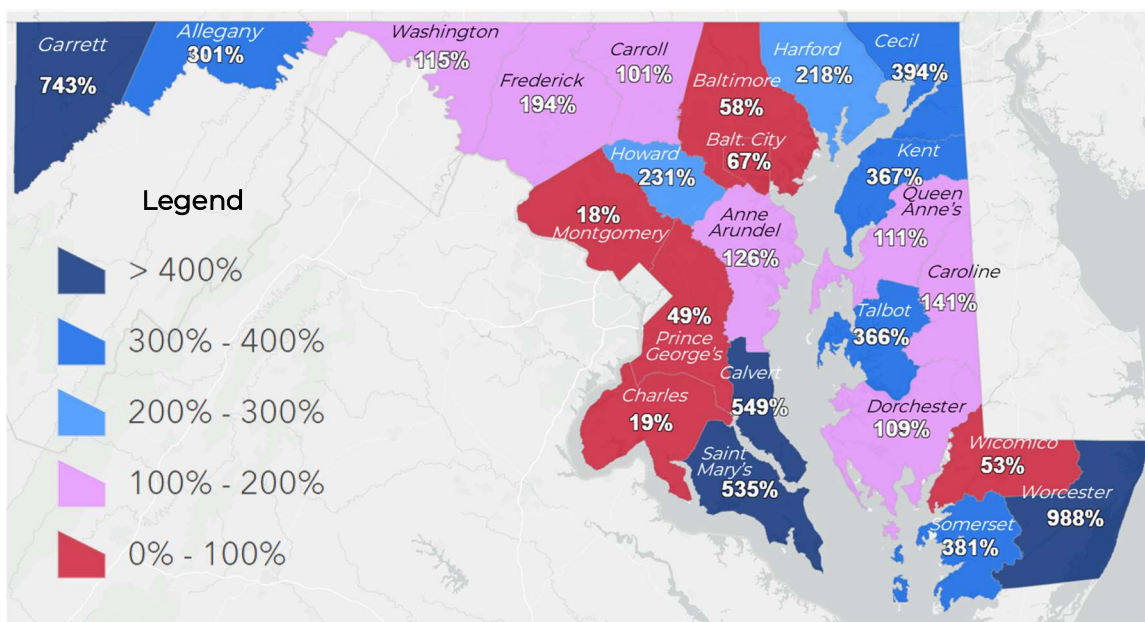 Garrett
743%
Allegany
301%
Washington
115%
Frederick
194%
Carroll
101%
Baltimore
58%
Balt. City
67%
Harford
218%
Cecil
394%
Kent
367%
Queen
Anne's
111%
Howard
231%
18%
Montgomery
Anne
Arundel
126%
Caroline
141%
Talbot
366%
49%
Prince
George's
Calvert
549%
Charles
19%
Dorchester
109%
Saint
Mary's
535%
Wicomico
53%
Worcester
988%
Somerset
381%
Legend
> 400%
300% - 400%
200% - 300%
100% - 200%
0% - 100%